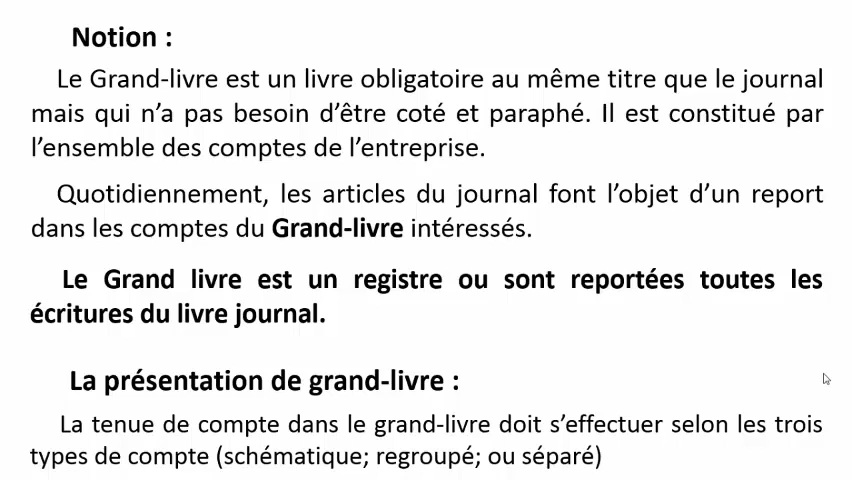 Notion :
Le Grand-livre est un livre obligatoire au même titre que le journal
mais qui n’a pas besoin d’être coté et paraphé. Il est constitué par
l’ensemble des comptes de l’entreprise.
Quotidiennement, les articles du journal font l’objet d’un report
dans les comptes du Grand-livre intéressés.
Le Grand livre est un registre ou sont reportées toutes les
écritures du livre journal.
La présentation de grand-livre :
La tenue de compte dans le grand-livre doit s’effectuer selon les trois
types de compte (schématique; regroupé; ou séparé)